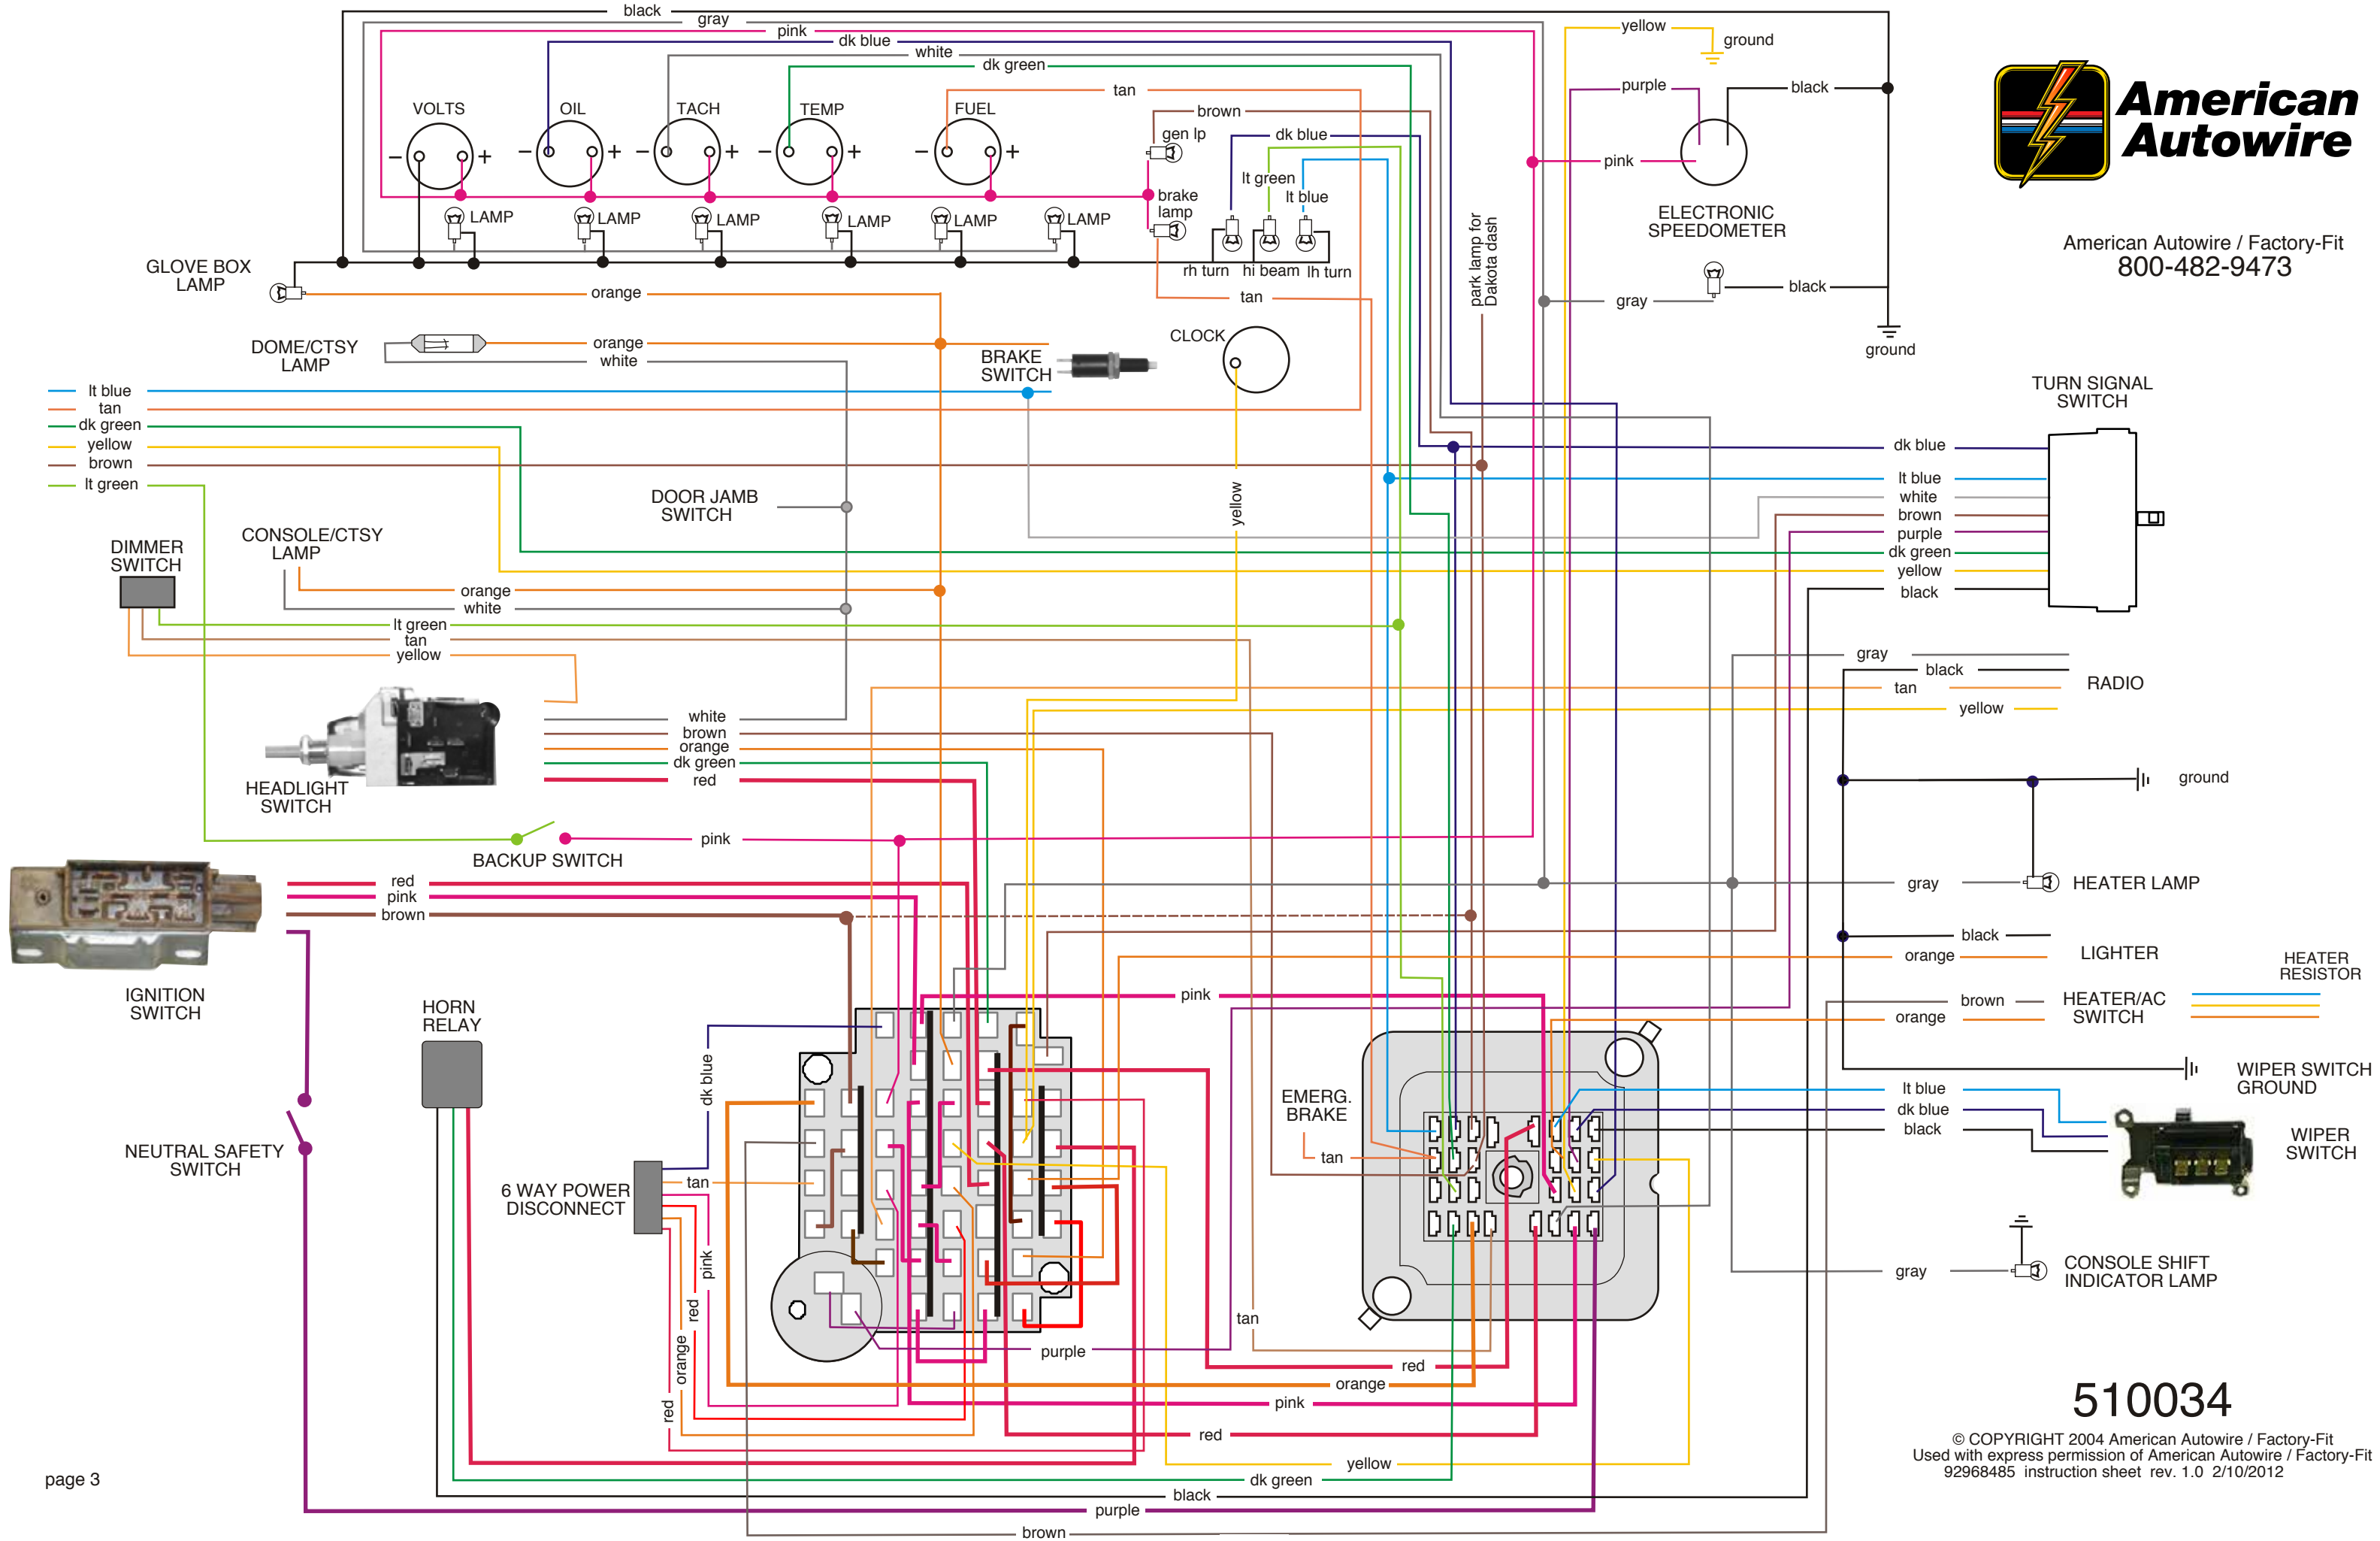 black
gray
pink
dk blue
white
dk green
tan
brown
yellow
ground
purple
black
pink
VOLTS
OIL
TACH
TEMP
FUEL
gen lp
dk blue
lt green
lt blue
brake
lamp
− +
− +
− +
− +
− +
LAMP
LAMP
LAMP
LAMP
LAMP
LAMP
rh turn
hi beam
lh turn
tan
park lamp for
Dakota dash
ELECTRONIC
SPEEDOMETER
gray
black
ground
American
Autowire
American Autowire / Factory-Fit
800-482-9473
GLOVE BOX
LAMP
orange
DOME/CTSY
LAMP
orange
white
BRAKE
SWITCH
CLOCK
yellow
lt blue
tan
dk green
yellow
brown
lt green
DOOR JAMB
SWITCH
TURN SIGNAL
SWITCH
dk blue
lt blue
white
brown
purple
dk green
yellow
black
DIMMER
SWITCH
CONSOLE/CTSY
LAMP
orange
white
lt green
tan
yellow
gray
black
tan
yellow
RADIO
HEADLIGHT
SWITCH
white
brown
orange
dk green
red
ground
BACKUP SWITCH
pink
red
pink
brown
IGNITION
SWITCH
gray
HEATER LAMP
black
orange
LIGHTER
HEATER
RESISTOR
brown
orange
HEATER/AC
SWITCH
HORN
RELAY
NEUTRAL SAFETY
SWITCH
6 WAY POWER
DISCONNECT
dk blue
tan
pink
red
orange
red
pink
EMERG.
BRAKE
tan
WIPER SWITCH
GROUND
lt blue
dk blue
black
WIPER
SWITCH
gray
CONSOLE SHIFT
INDICATOR LAMP
tan
purple
red
orange
pink
red
yellow
dk green
black
purple
brown
page 3
510034
© COPYRIGHT 2004 American Autowire / Factory-Fit
Used with express permission of American Autowire / Factory-Fit
92968485 instruction sheet rev. 1.0 2/10/2012